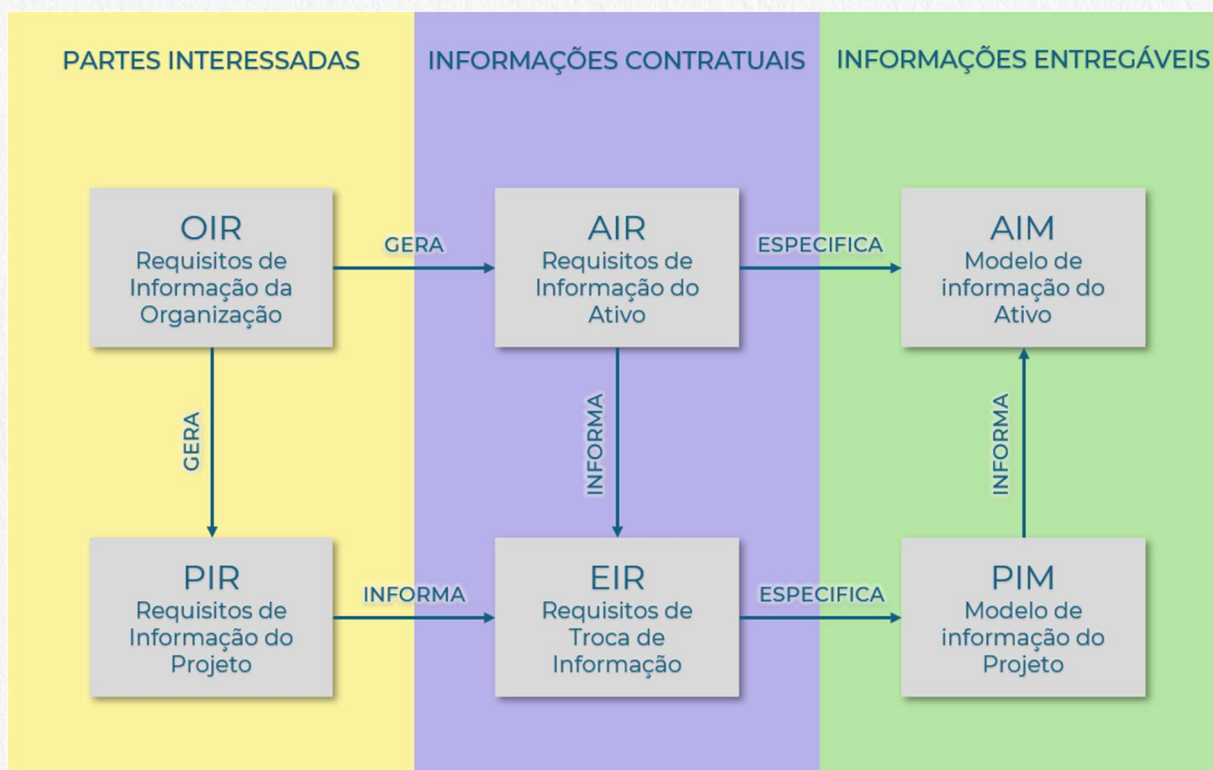 PARTES INTERESSADAS
INFORMAÇÕES CONTRATUAIS
INFORMAÇÕES ENTREGÁVEIS
OIR
Requisitos de
Informação da
Organização
GERA
AIR
Requisitos de
Informação do
Ativo
ESPECIFICA
AIM
Modelo de
informação do
Ativo
GERA
INFORMA
INFORMA
PIR
Requisitos de
Informação do
Projeto
INFORMA
EIR
Requisitos de
Troca de
Informação
ESPECIFICA
PIM
Modelo de
informação do
Projeto